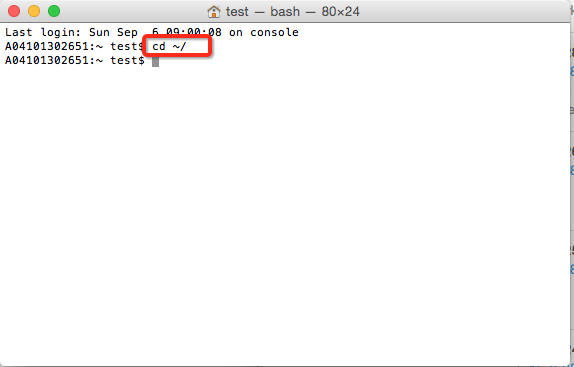 test — bash — 80×24
Last login: Sun Sep  6 09:00:08 on console
A04101302651:~ test$ cd ~/
A04101302651:~ test$